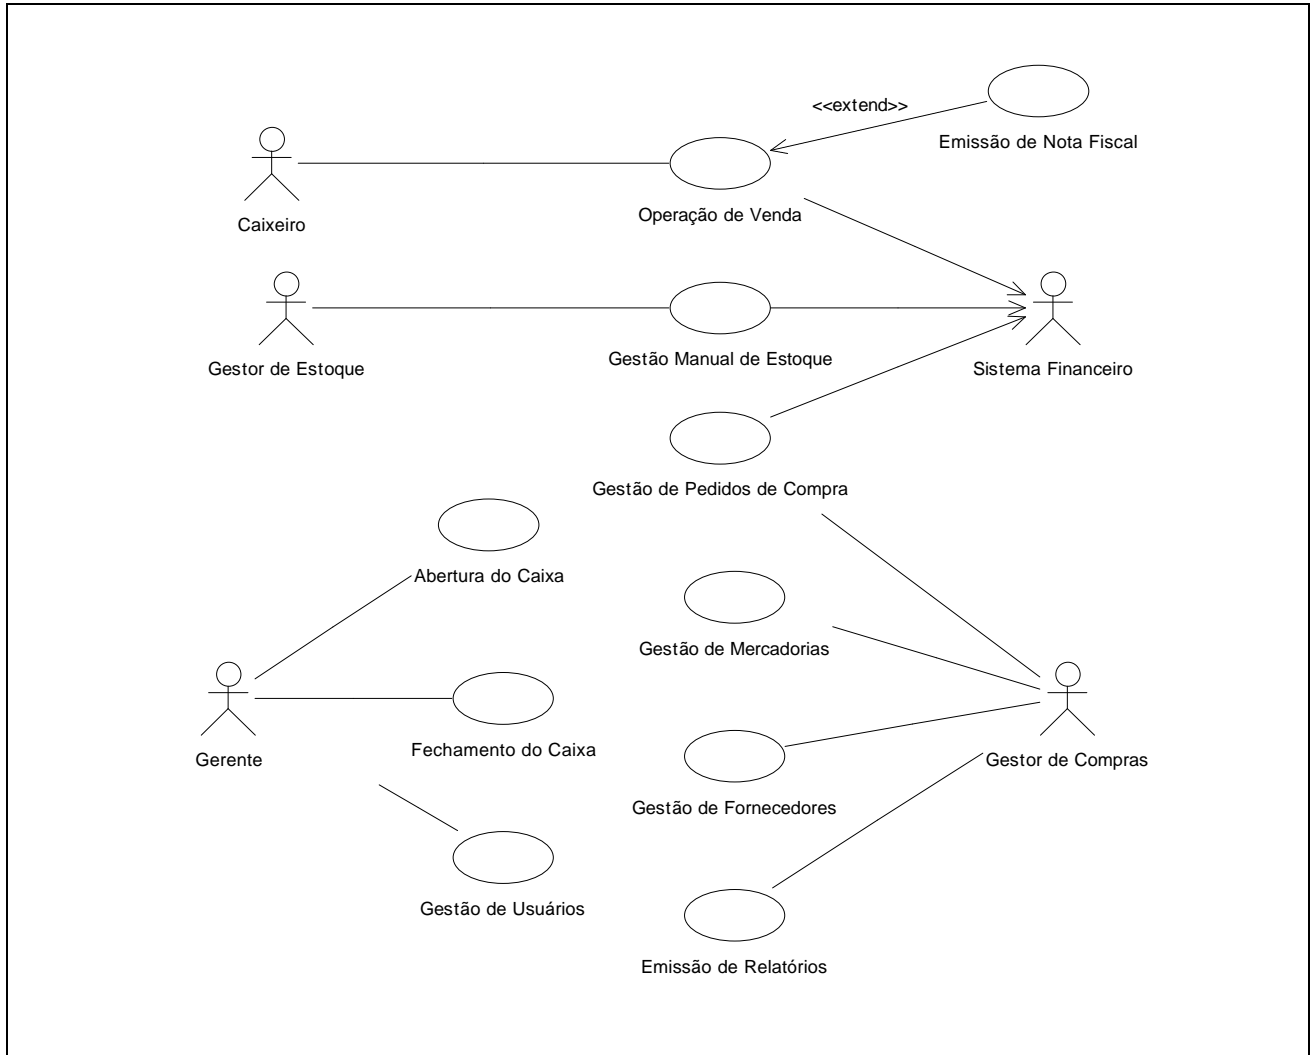 <<extend>>
Emissão de Nota Fiscal
Caixeiro
Operação de Venda
Gestor de Estoque
Gestão Manual de Estoque
Sistema Financeiro
Gestão de Pedidos de Compra
Abertura do Caixa
Gestão de Mercadorias
Gerente
Fechamento do Caixa
Gestor de Compras
Gestão de Fornecedores
Gestão de Usuários
Emissão de Relatórios